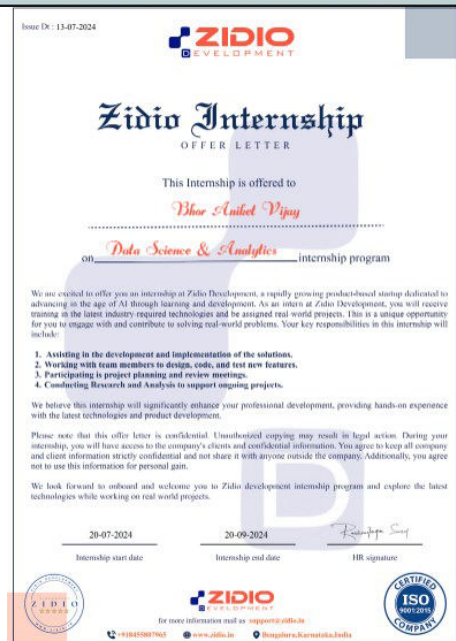 Issue Dt : 13-07-2024
ZIDIO
DEVELOPMENT
Zidio Internship
OFFER LETTER
This Internship is offered to
Bhor Aniket Vijay
on Data Science & Analytics internship program
We are excited to offer you an internship at Zidio Development, a rapidly growing product-based startup dedicated to
advancing in the age of AI through learning and development. As an intern at Zidio Development, you will receive
training in the latest industry-required technologies and be assigned real world projects. This is a unique opportunity
for you to engage with and contribute to solving real-world problems. Your key responsibilities in this internship will
include:
1. Assisting in the development and implementation of the solutions.
2. Working with team members to design, code, and test new features.
3. Participating is project planning and review meetings.
4. Conducting Research and Analysis to support ongoing projects.
We believe this internship will significantly enhance your professional development, providing hands-on experience
with the latest technologies and product development.
Please note that this offer letter is confidential. Unauthorized copying may result in legal action. During your
internship, you will have access to the company's clients and confidential information. You agree to keep all company
and client information strictly confidential and not share it with anyone outside the company. Additionally, you agree
not to use this information for personal gain.
We look forward to onboard and welcome you to Zidio development internship program and explore the latest
technologies while working on real world projects.
20-07-2024 20-09-2024
Internship start date Internship end date HR signature
ZIDIO
ZIDIO
DEVELOPMENT
CERTIFIED
ISO
9001:2015
COMPANY
for more information mail us support@zidio.in
+918455087965 www.zidio.in Bengaluru,Karnataka,India